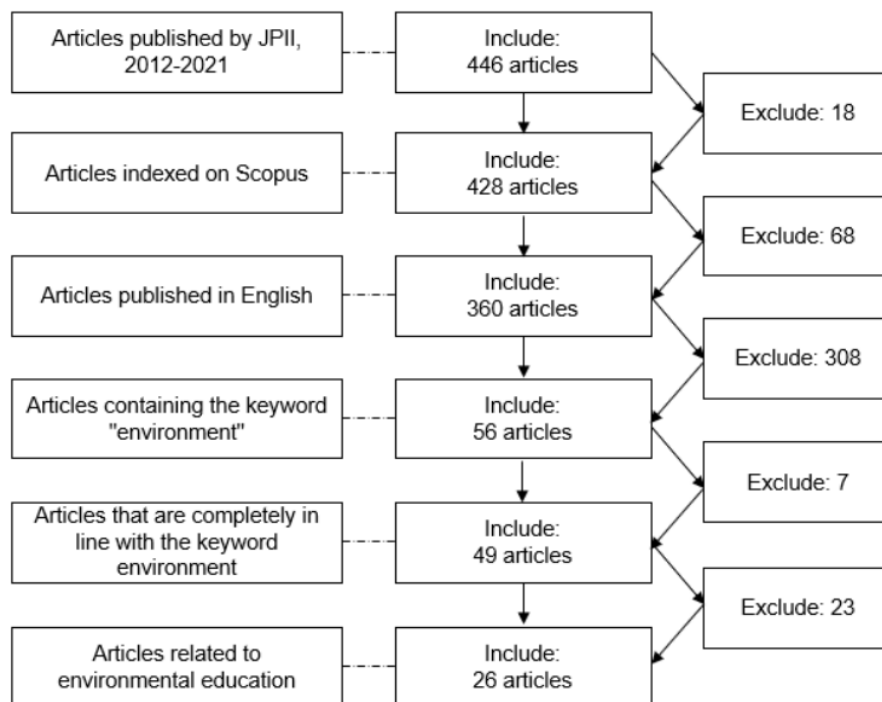 Articles published by JPII,
2012-2021
Include:
446 articles
Exclude: 18
Articles indexed on Scopus
Include:
428 articles
Exclude: 68
Articles published in English
Include:
360 articles
Exclude: 308
Articles containing the keyword
"environment"
Include:
56 articles
Exclude: 7
Articles that are completely in
line with the keyword
environment
Include:
49 articles
Exclude: 23
Articles related to
environmental education
Include:
26 articles